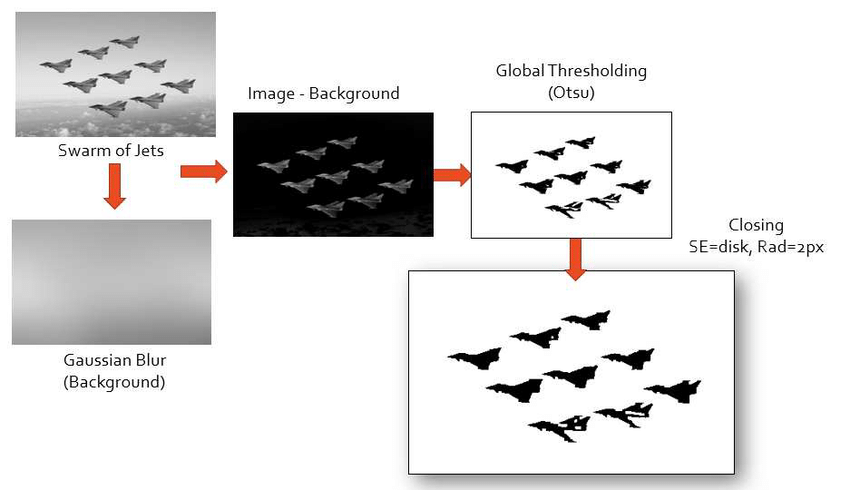 Swarm of Jets
Gaussian Blur
(Background)
Image - Background
Global Thresholding
(Otsu)
Closing
SE=disk, Rad=2px